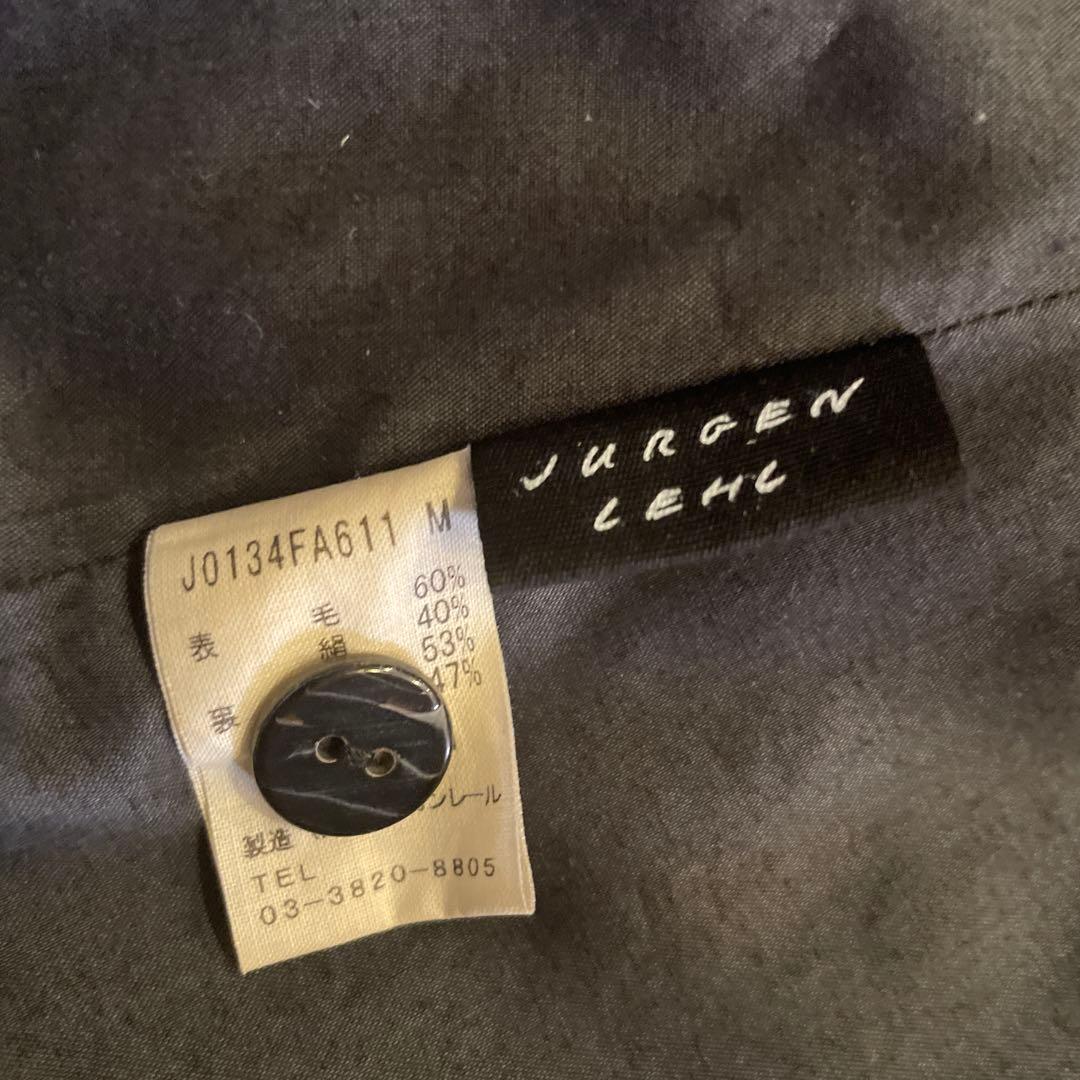 JURGEN
LEHL
J0134FA611 M
表 毛 60%
絹 40%
裏 53%
47%
ンレール
製造
TEL
03-3820-8805